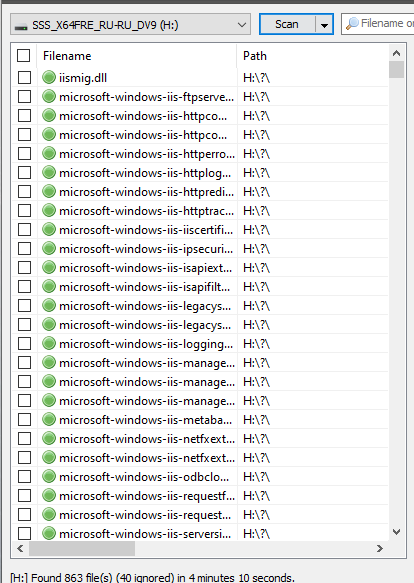 SSS_X64FRE_RU-RU_DV9 (H:) Scan Filename or
Filename Path
iismig.dll H:\?\
microsoft-windows-iis-ftpserve... H:\?\
microsoft-windows-iis-httpco... H:\?\
microsoft-windows-iis-httpco... H:\?\
microsoft-windows-iis-httperro... H:\?\
microsoft-windows-iis-httplog... H:\?\
microsoft-windows-iis-httpredi... H:\?\
microsoft-windows-iis-httptrac... H:\?\
microsoft-windows-iis-iiscertifi... H:\?\
microsoft-windows-iis-ipsecuri... H:\?\
microsoft-windows-iis-isapiext... H:\?\
microsoft-windows-iis-isapifilt... H:\?\
microsoft-windows-iis-legacys... H:\?\
microsoft-windows-iis-legacys... H:\?\
microsoft-windows-iis-logging... H:\?\
microsoft-windows-iis-manage... H:\?\
microsoft-windows-iis-manage... H:\?\
microsoft-windows-iis-manage... H:\?\
microsoft-windows-iis-metaba... H:\?\
microsoft-windows-iis-netfxext... H:\?\
microsoft-windows-iis-netfxext... H:\?\
microsoft-windows-iis-odbclo... H:\?\
microsoft-windows-iis-requestf... H:\?\
microsoft-windows-iis-request... H:\?\
microsoft-windows-iis-serversi... H:\?\
[H:] Found 863 file(s) (40 ignored) in 4 minutes 10 seconds.